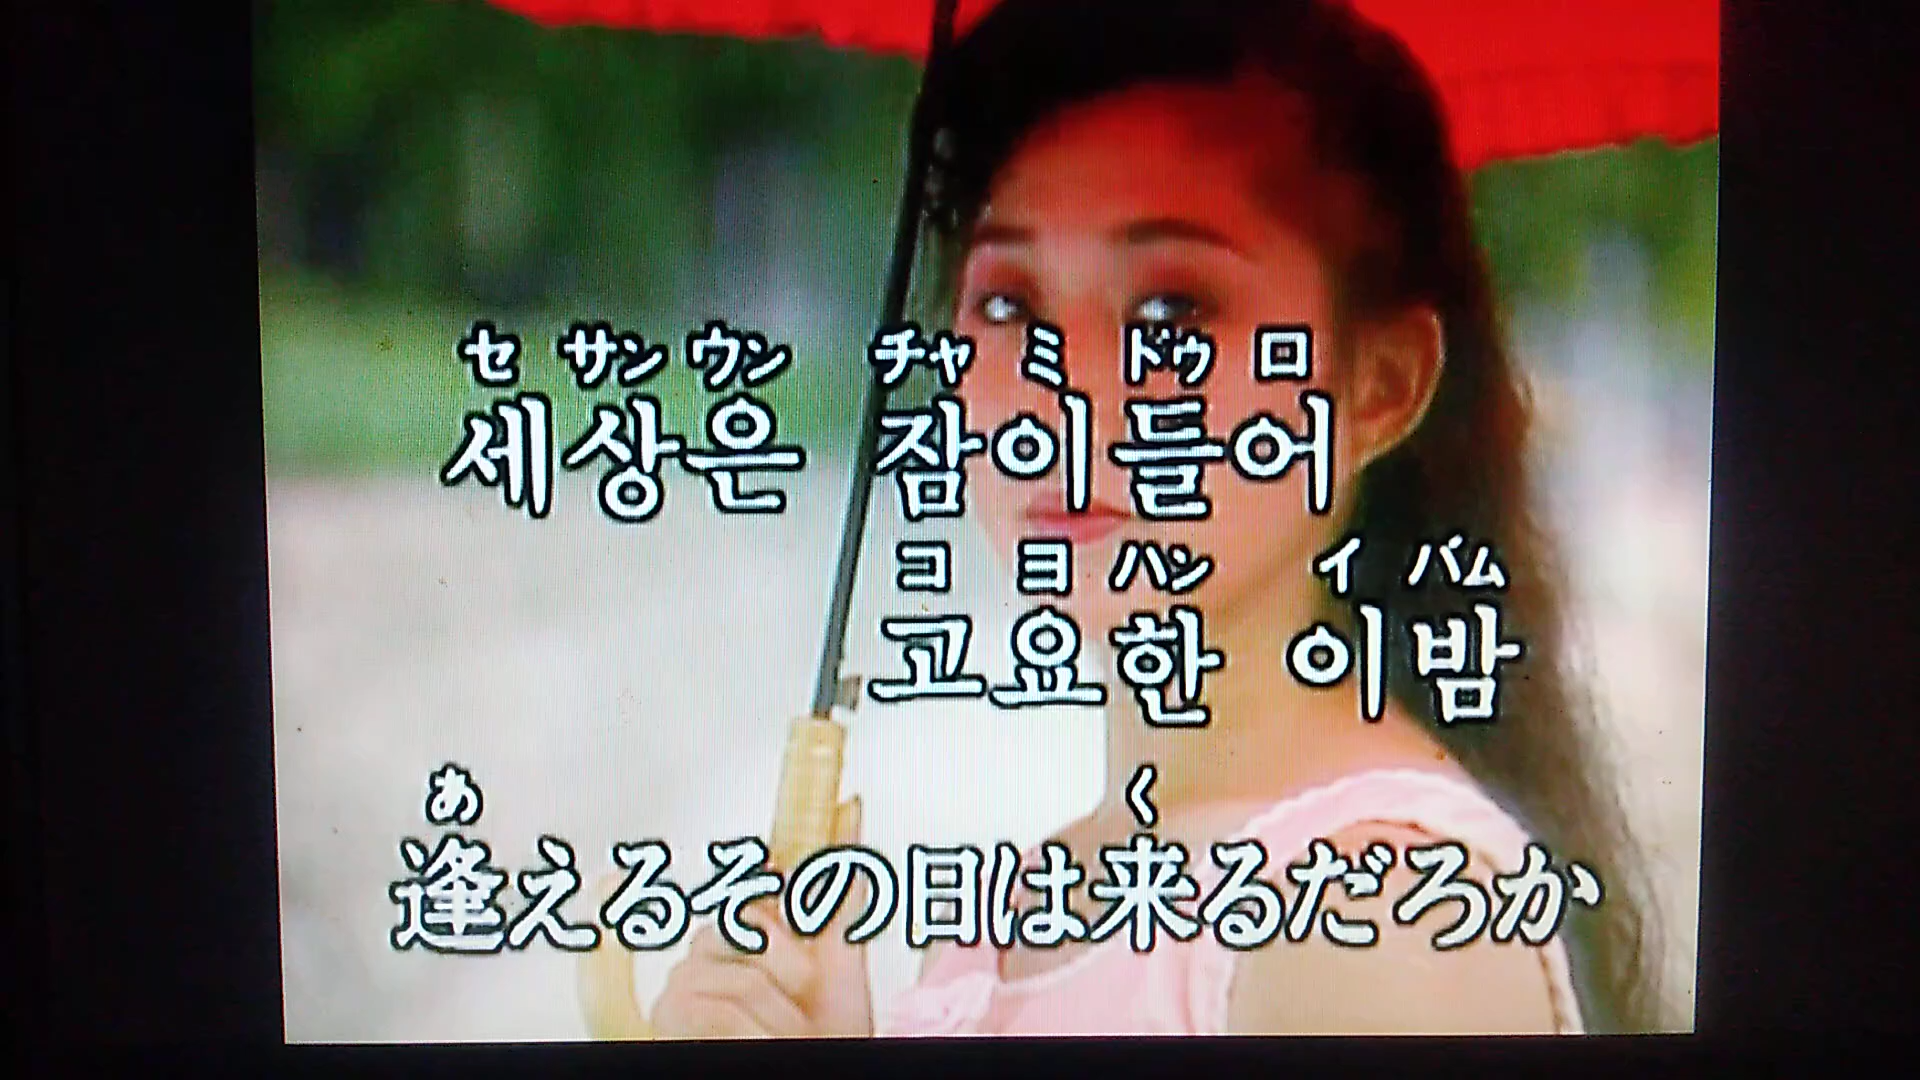 セ サン ウン チャ ミ ドゥ ロ
세상은 잠이들어
コ ヨ ハン イ バム
고요한 이밤
あ く
逢えるその日は来るだろか